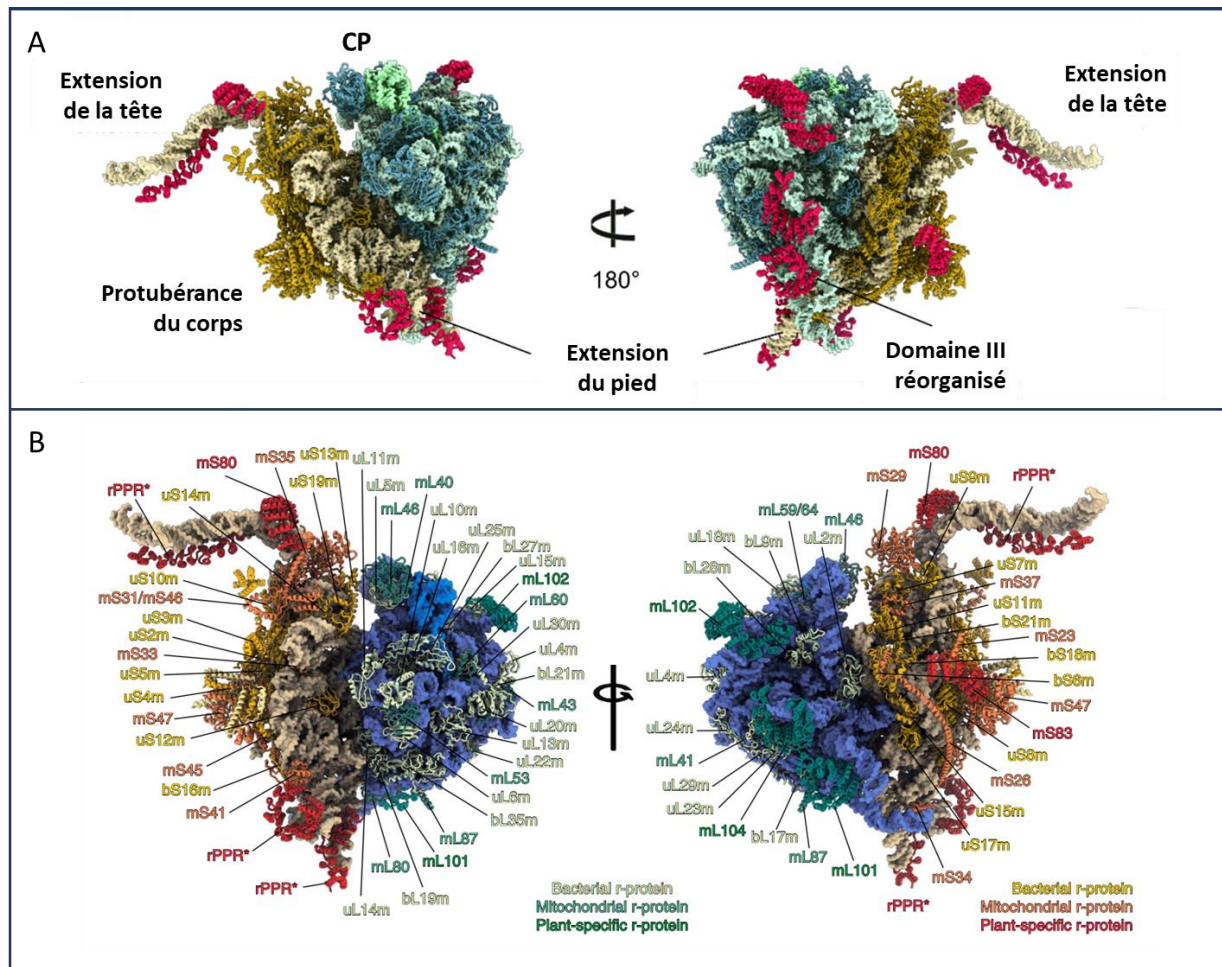 A
CP
Extension
de la tête
Extension
de la tête
Protubérance
du corps
180°
Extension
du pied
Domaine III
réorganisé
B
mS80
mS35
uS13m
uL11m
rPPR*
uS14m
uS19m
uL5m
mL40
mL46
uL10m
uL16m
uL25m
bL27m
uL15m
mL102
mL60
uL30m
uL4m
bL21m
mL43
uL20m
uL13m
uL22m
mL53
uL6m
bL35m
mL87
mL101
mL80
bL19m
uL14m
uS10m
mS31/mS46
uS3m
uS2m
mS33
uS5m
uS4m
mS47
uS12m
mS45
bS16m
mS41
rPPR*
rPPR*
Bacterial r-protein
Mitochondrial r-protein
Plant-specific r-protein
mS80
mS29
uS9m
rPPR*
mL59/64
mL46
uL2m
uL18m
bL9m
bL28m
mL102
uL4m
uL24m
mL41
uL29m
uL23m
mL104
bL17m
mL87
mL101
uS7m
mS37
uS11m
bS21m
mS23
bS18m
bS6m
mS47
mS83
uS8m
mS26
uS15m
uS17m
mS34
rPPR*
Bacterial r-protein
Mitochondrial r-protein
Plant-specific r-protein